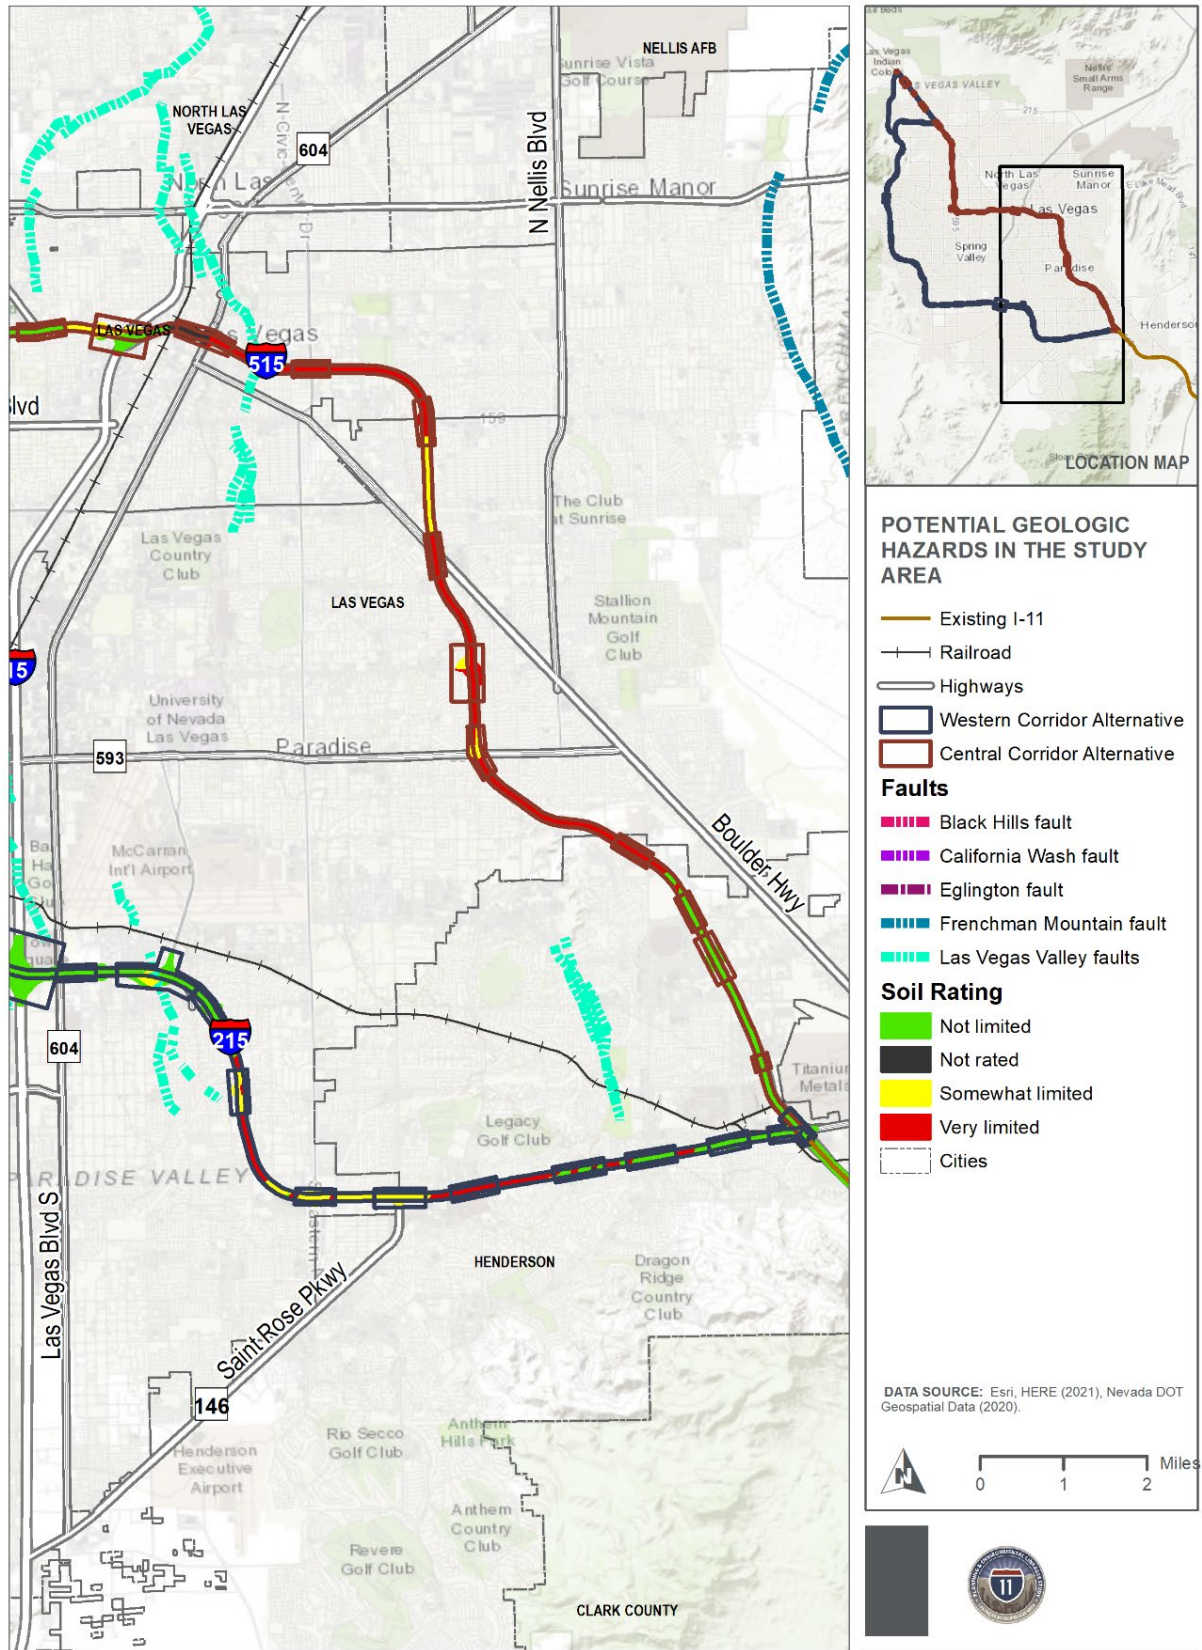 NELLIS AFB
Sunrise Vista
Golf Course
NORTH LAS
VEGAS
604
N Nellis Blvd
North Las
Sunrise Manor
LAS VEGAS
Las Vegas
515
Blvd
159
The Club
at Sunrise
Las Vegas
Country
Club
LAS VEGAS
Stallion
Mountain
Golf
Club
15
University
of Nevada
Las Vegas
593
Paradise
McCarran
Int'l Airport
Boulder Hwy
604
215
Titanium
Metals
Legacy
Golf Club
PARADISE VALLEY
Las Vegas Blvd S
HENDERSON
Dragon
Ridge
Country
Club
Saint Rose Pkwy
146
Rio Secco
Golf Club
Anthem
Hills Park
Henderson
Executive
Airport
Anthem
Country
Club
Revere
Golf Club
CLARK COUNTY
Las Vegas
Indian
Nellis
Small Arms
Range
215
North Las
Vegas
Sunrise
Manor
Las Vegas
Spring
Valley
Paradise
Henderson
LOCATION MAP
POTENTIAL GEOLOGIC
HAZARDS IN THE STUDY
AREA
Existing I-11
Railroad
Highways
Western Corridor Alternative
Central Corridor Alternative
Faults
Black Hills fault
California Wash fault
Eglington fault
Frenchman Mountain fault
Las Vegas Valley faults
Soil Rating
Not limited
Not rated
Somewhat limited
Very limited
Cities
DATA SOURCE: Esri, HERE (2021), Nevada DOT
Geospatial Data (2020).
N
Miles
0 1 2
11